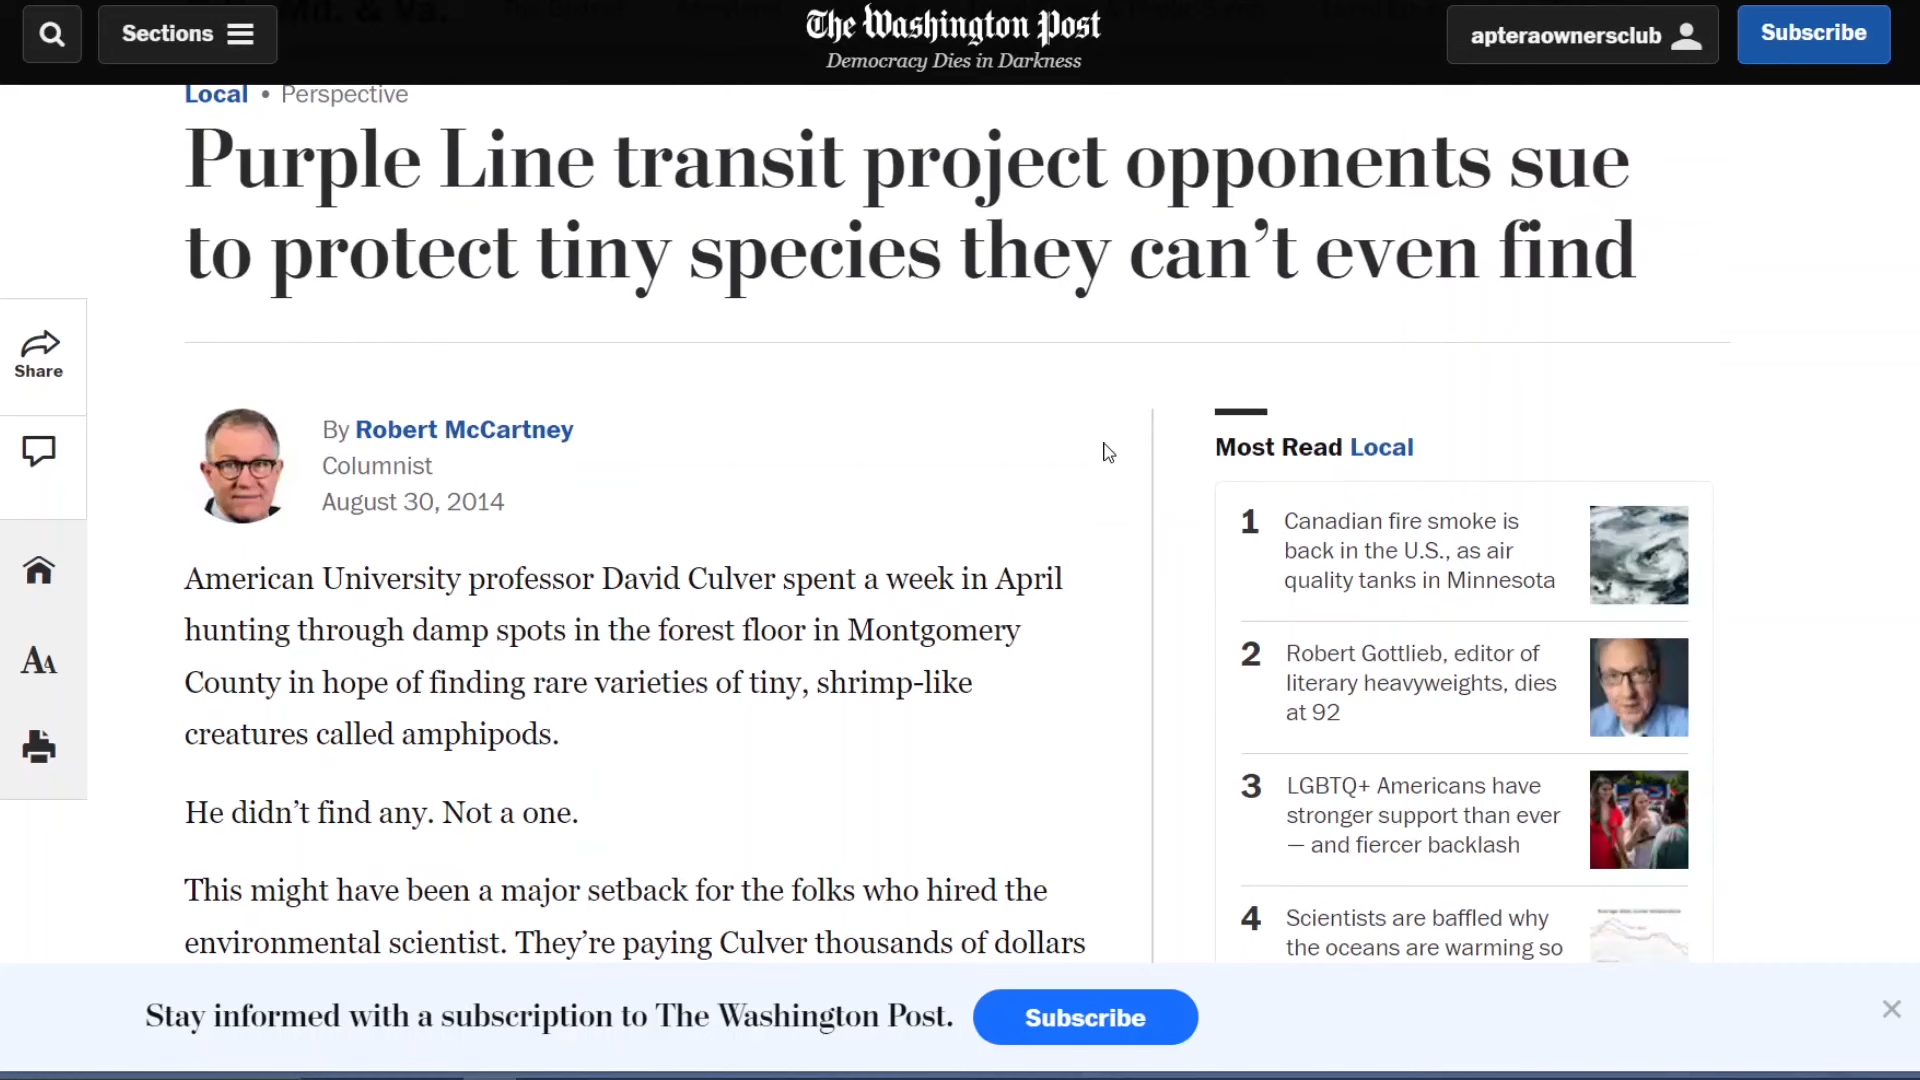 Sections
The Washington Post
Democracy Dies in Darkness
apteraownersclub
Subscribe
Local • Perspective
Purple Line transit project opponents sue
to protect tiny species they can’t even find
Share
By Robert McCartney
Columnist
August 30, 2014
American University professor David Culver spent a week in April
hunting through damp spots in the forest floor in Montgomery
County in hope of finding rare varieties of tiny, shrimp-like
creatures called amphipods.
He didn’t find any. Not a one.
This might have been a major setback for the folks who hired the
environmental scientist. They’re paying Culver thousands of dollars
Most Read Local
1 Canadian fire smoke is
back in the U.S., as air
quality tanks in Minnesota
2 Robert Gottlieb, editor of
literary heavyweights, dies
at 92
3 LGBTQ+ Americans have
stronger support than ever
— and fiercer backlash
4 Scientists are baffled why
the oceans are warming so
AA
Stay informed with a subscription to The Washington Post.
Subscribe